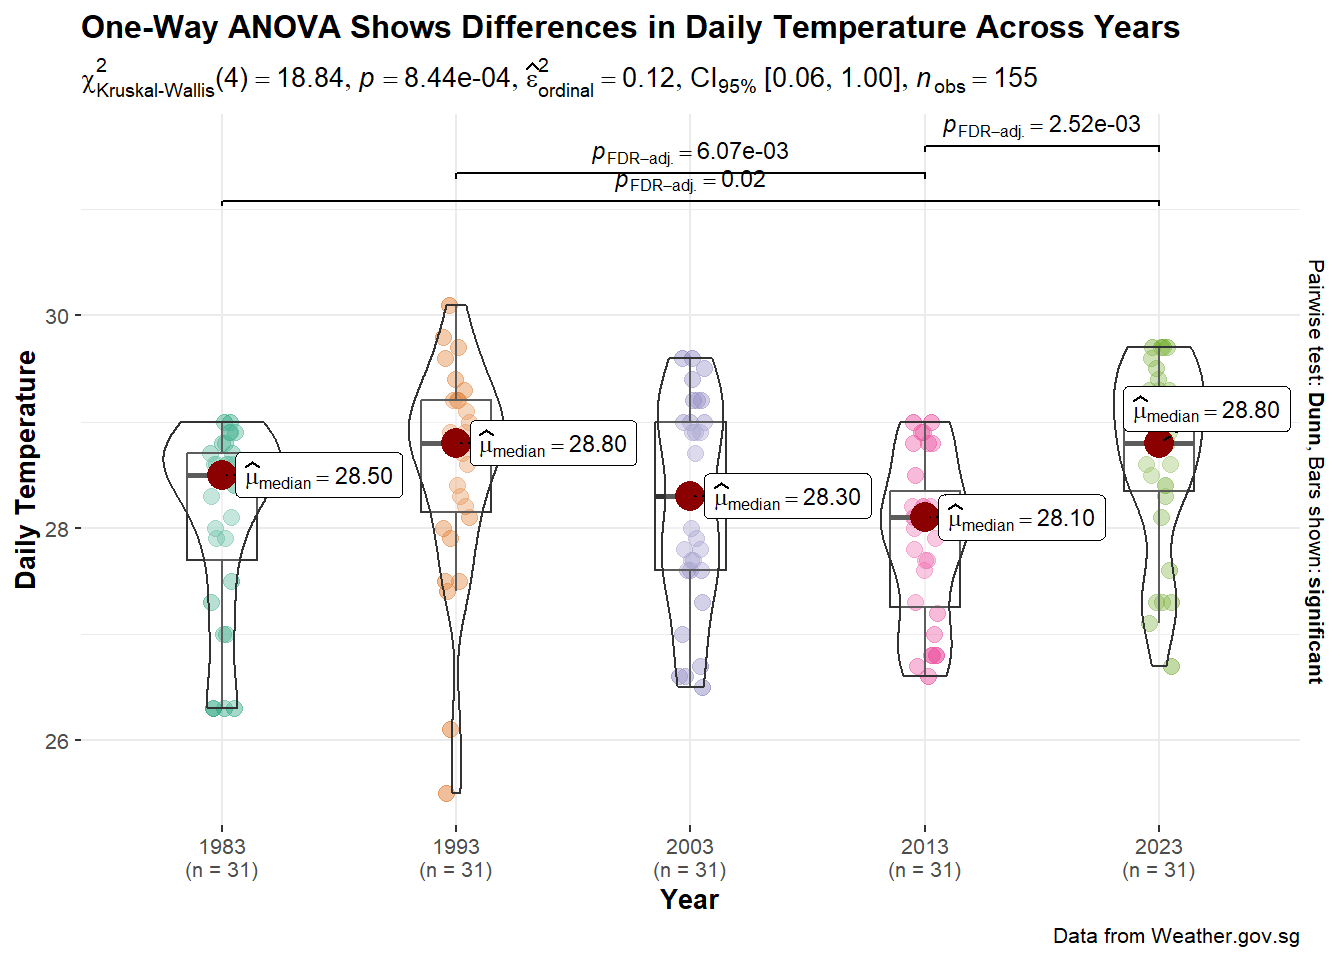 One-Way ANOVA Shows Differences in Daily Temperature Across Years
χ²Kruskal-Wallis(4) = 18.84, p = 8.44e-04, ε̂²ordinal = 0.12, CI95% [0.06, 1.00], nobs = 155
pFDR–adj. = 2.52e-03
pFDR–adj. = 6.07e-03
pFDR–adj. = 0.02
30
28
26
Daily Temperature
μ̂median = 28.50
μ̂median = 28.80
μ̂median = 28.30
μ̂median = 28.10
μ̂median = 28.80
Pairwise test: Dunn, Bars shown: significant
1983
(n = 31)
1993
(n = 31)
2003
(n = 31)
2013
(n = 31)
2023
(n = 31)
Year
Data from Weather.gov.sg